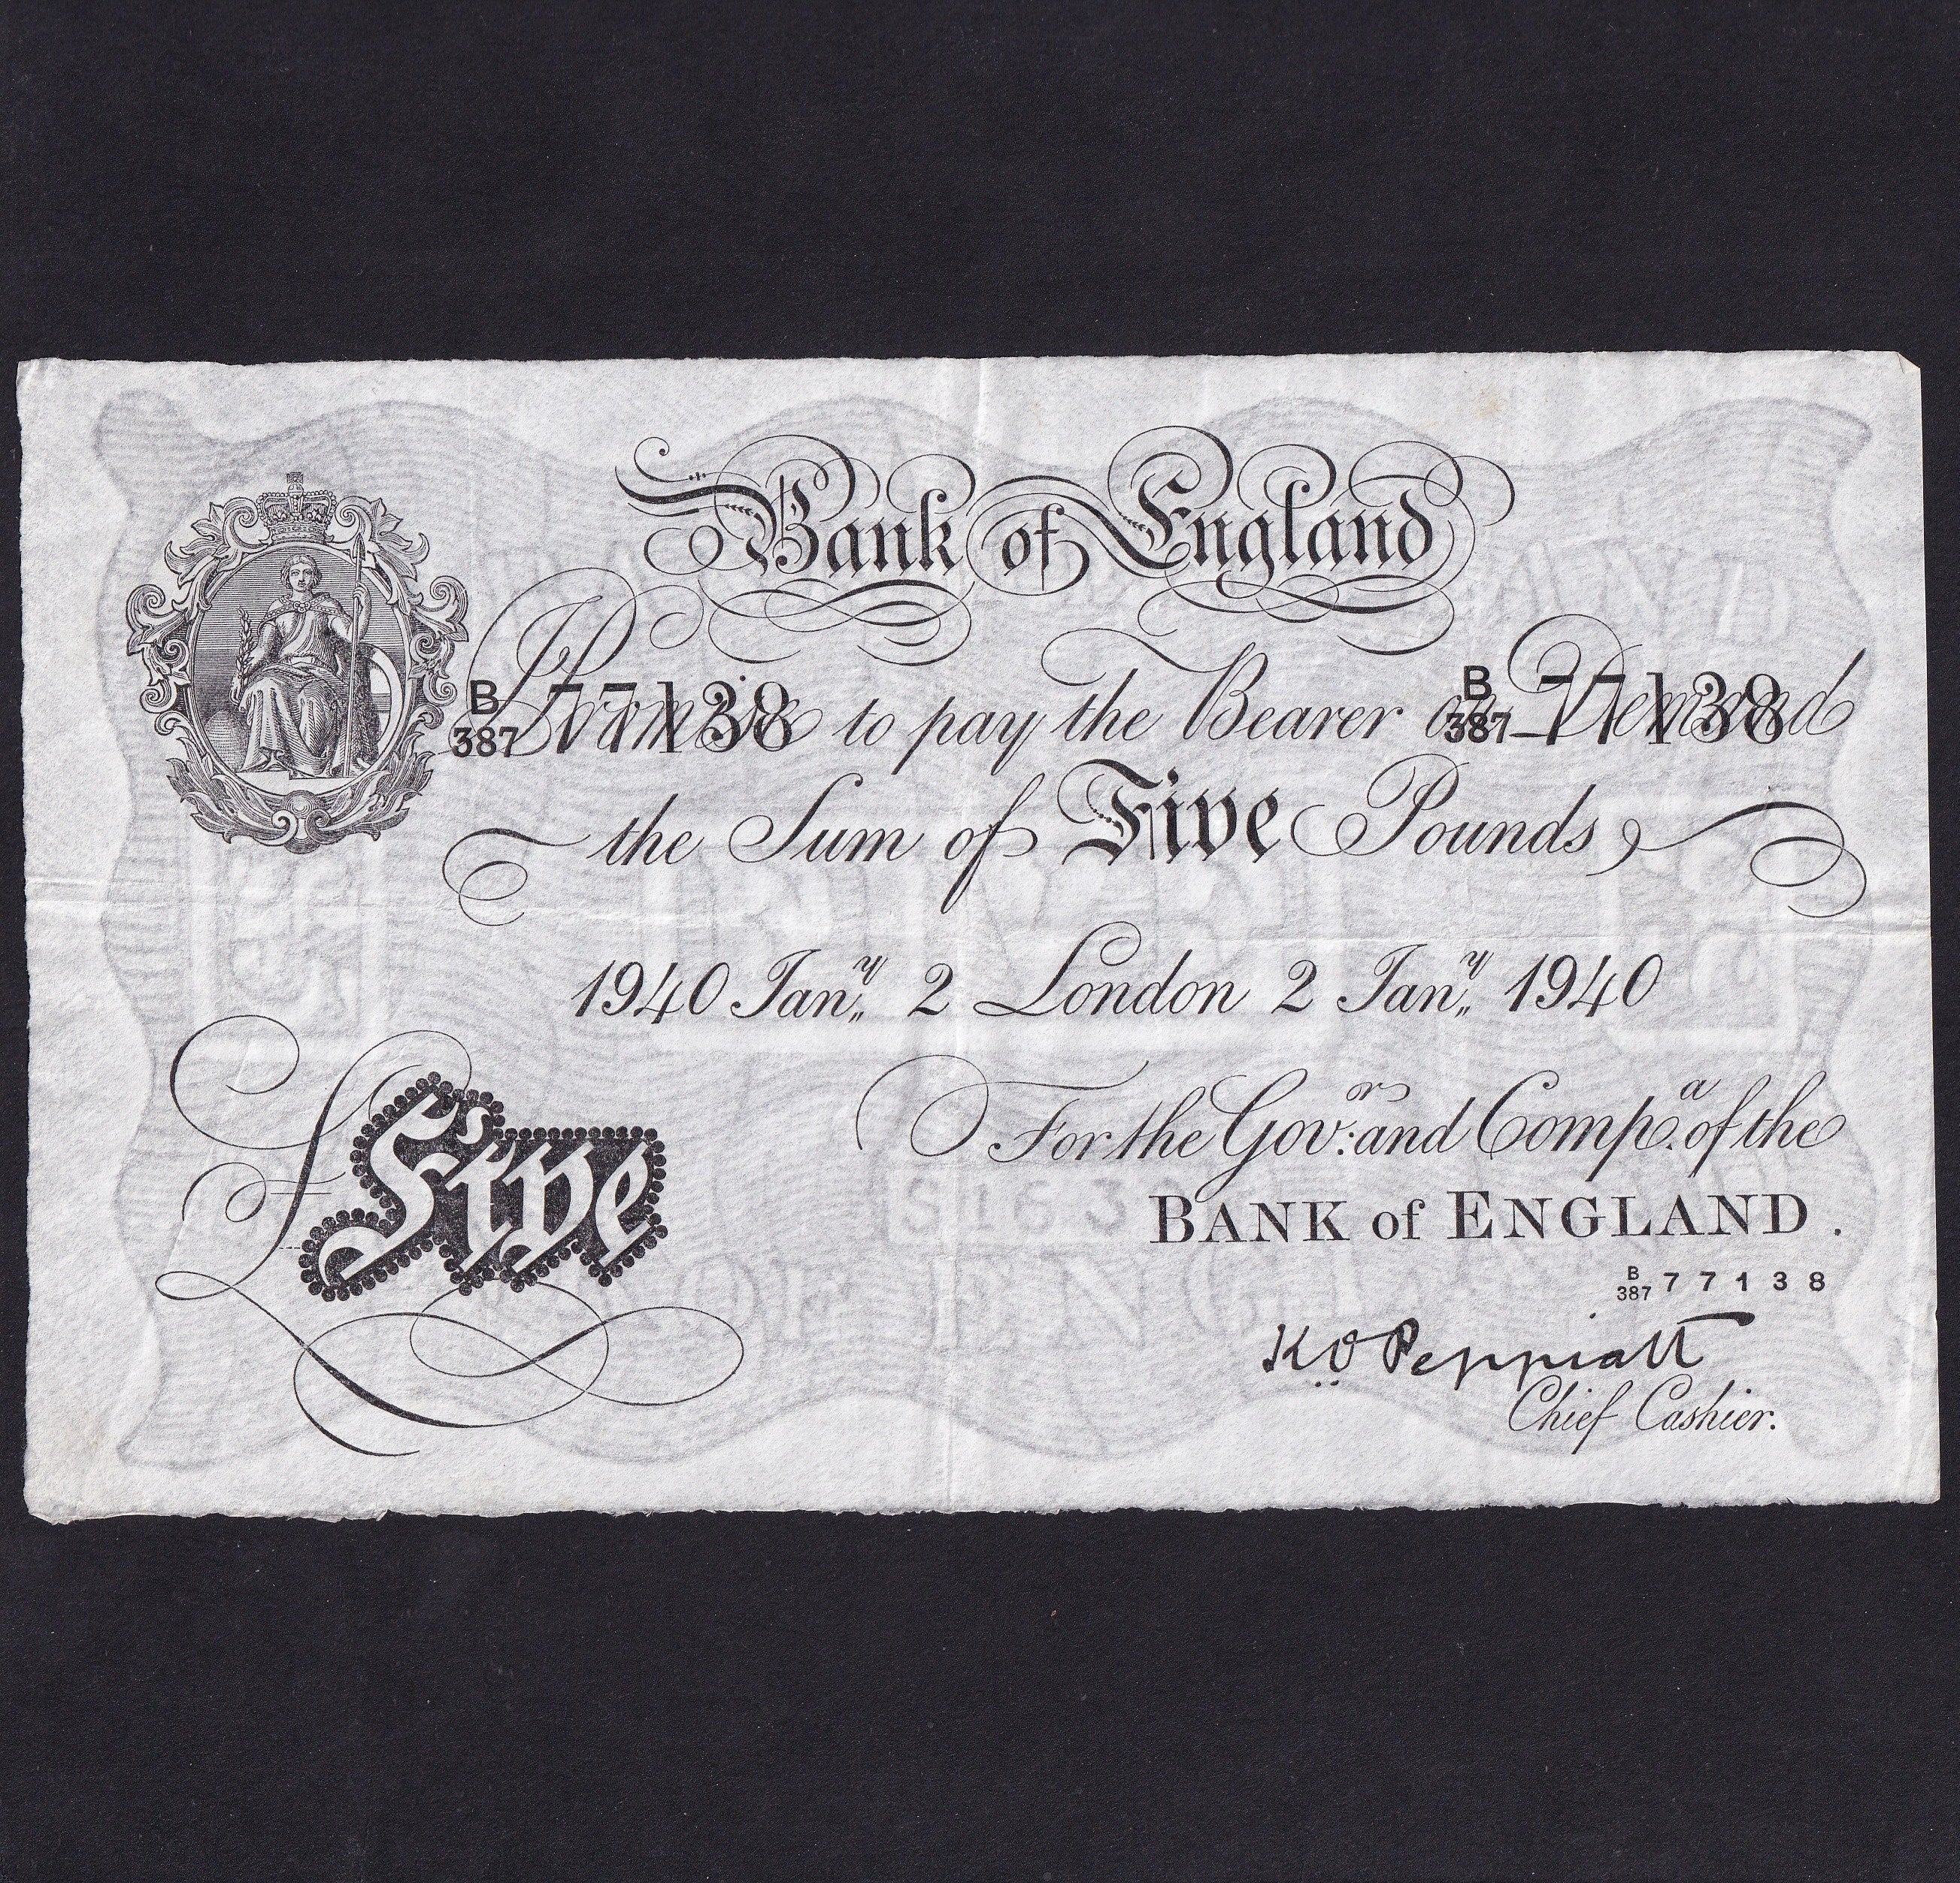 Bank of England
B 387 77138 B 387 77138
I Promise to pay the Bearer on Demand
the Sum of Five Pounds
1940 Jany 2 London 2 Jany 1940
For the Govr: and Compa. of the
BANK of ENGLAND.
B 387 77138
£Five
K O Peppiatt
Chief Cashier.